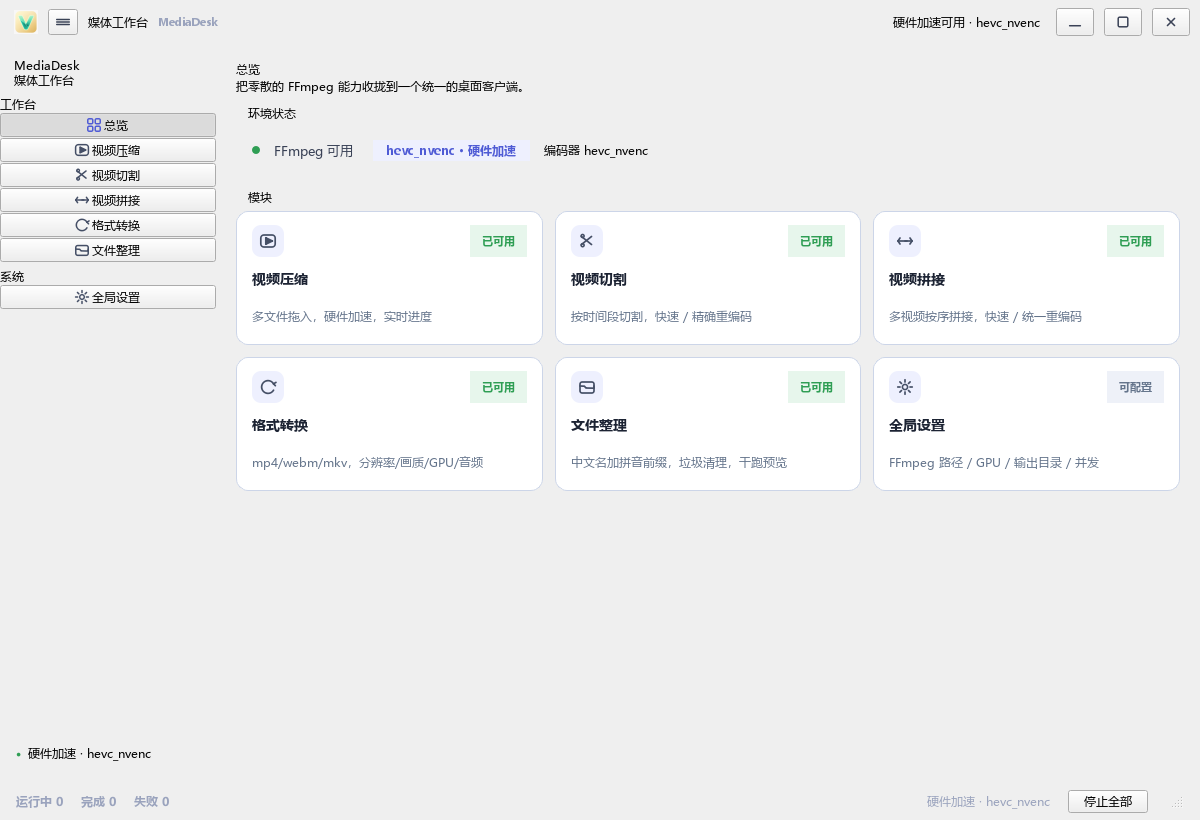 媒体工作台 MediaDesk
硬件加速可用 · hevc_nvenc
MediaDesk
媒体工作台
工作台
总览
视频压缩
视频切割
视频拼接
格式转换
文件整理
系统
全局设置
总览
把零散的 FFmpeg 能力收拢到一个统一的桌面客户端。
环境状态
FFmpeg 可用 hevc_nvenc · 硬件加速 编码器 hevc_nvenc
模块
已可用
视频压缩
多文件拖入，硬件加速，实时进度
已可用
视频切割
按时间段切割，快速 / 精确重编码
已可用
视频拼接
多视频按序拼接，快速 / 统一重编码
已可用
格式转换
mp4/webm/mkv，分辨率/画质/GPU/音频
已可用
文件整理
中文名加拼音前缀，垃圾清理，干跑预览
可配置
全局设置
FFmpeg 路径 / GPU / 输出目录 / 并发
硬件加速 · hevc_nvenc
运行中 0 完成 0 失败 0
硬件加速 · hevc_nvenc 停止全部